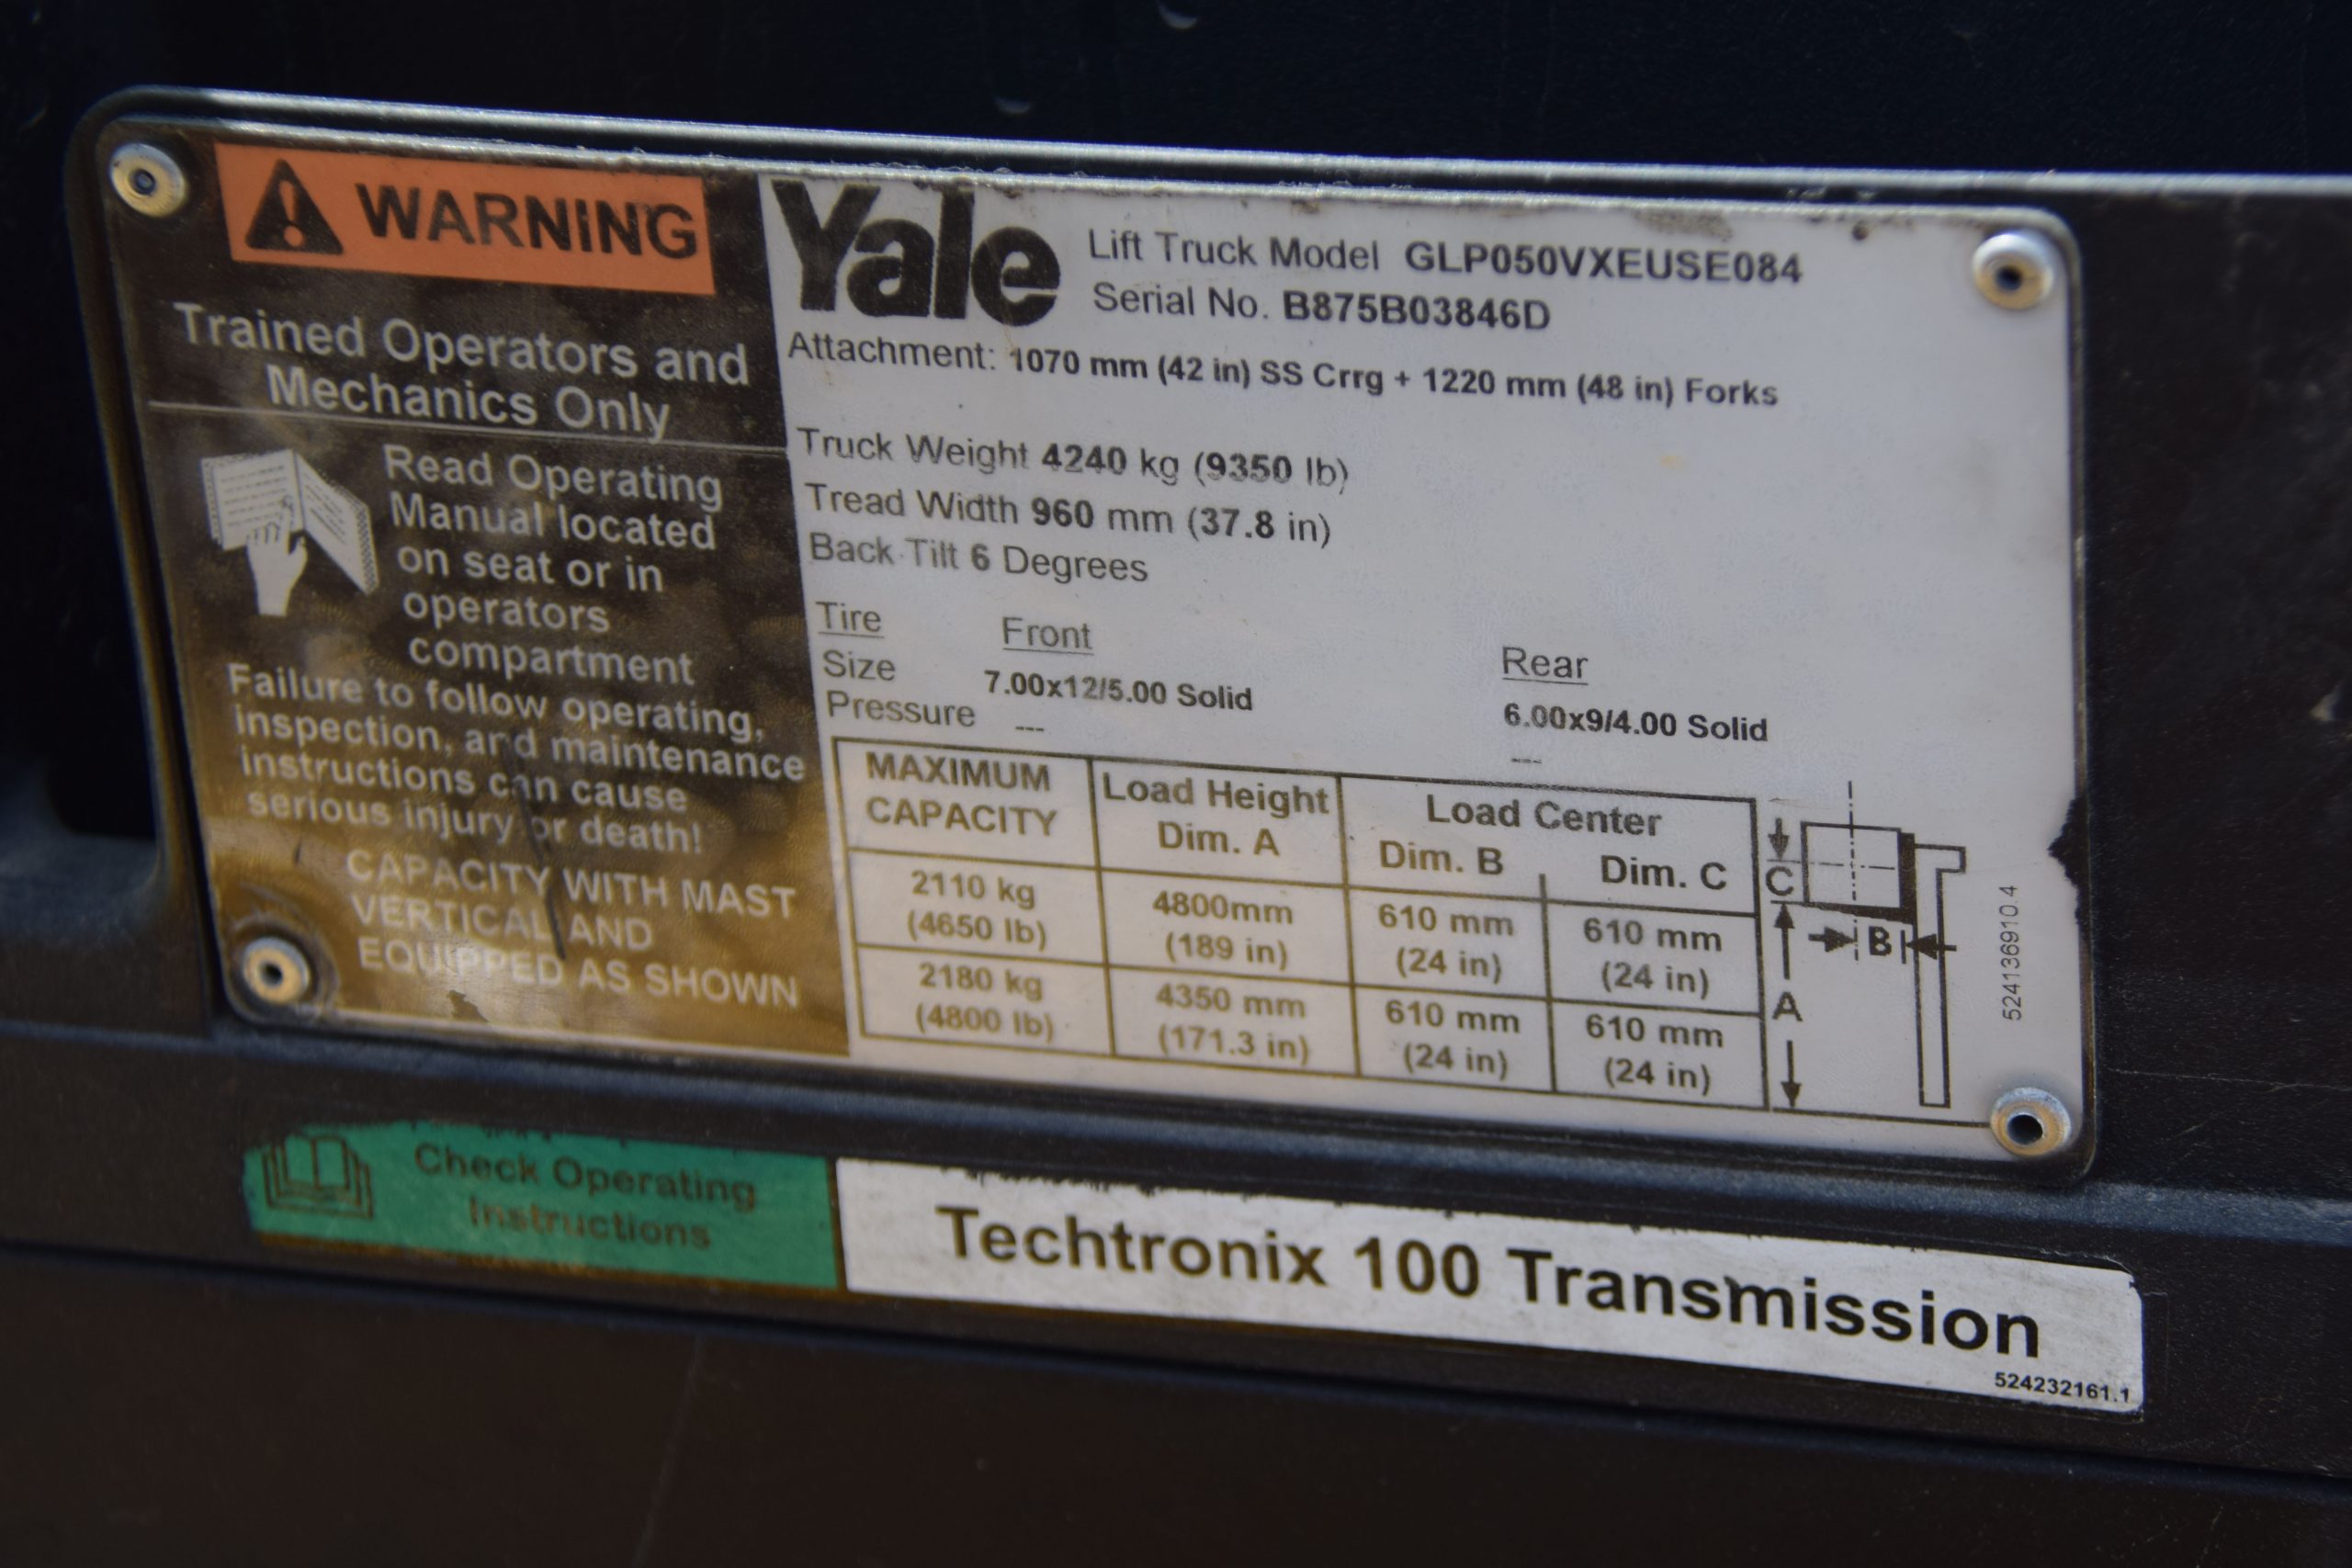 WARNING
Trained Operators and
Mechanics Only
Read Operating
Manual located
on seat or in
operators
compartment
Failure to follow operating,
inspection, and maintenance
instructions can cause
serious injury or death!
CAPACITY WITH MAST
VERTICAL AND
EQUIPPED AS SHOWN
Yale
Lift Truck Model GLP050VXEUSE084
Serial No. B875B03846D
Attachment: 1070 mm (42 in) SS Crrg + 1220 mm (48 in) Forks
Truck Weight 4240 kg (9350 lb)
Tread Width 960 mm (37.8 in)
Back Tilt 6 Degrees
Tire Front Rear
Size 7.00x12/5.00 Solid 6.00x9/4.00 Solid
Pressure --- ---
MAXIMUM CAPACITY Load Height Dim. A Load Center
Dim. B Dim. C
2110 kg 4800mm 610 mm 610 mm
(4650 lb) (189 in) (24 in) (24 in)
2180 kg 4350 mm 610 mm 610 mm
(4800 lb) (171.3 in) (24 in) (24 in)
C
B
A
524136910.4
Check Operating
Instructions
Techtronix 100 Transmission
524232161.1